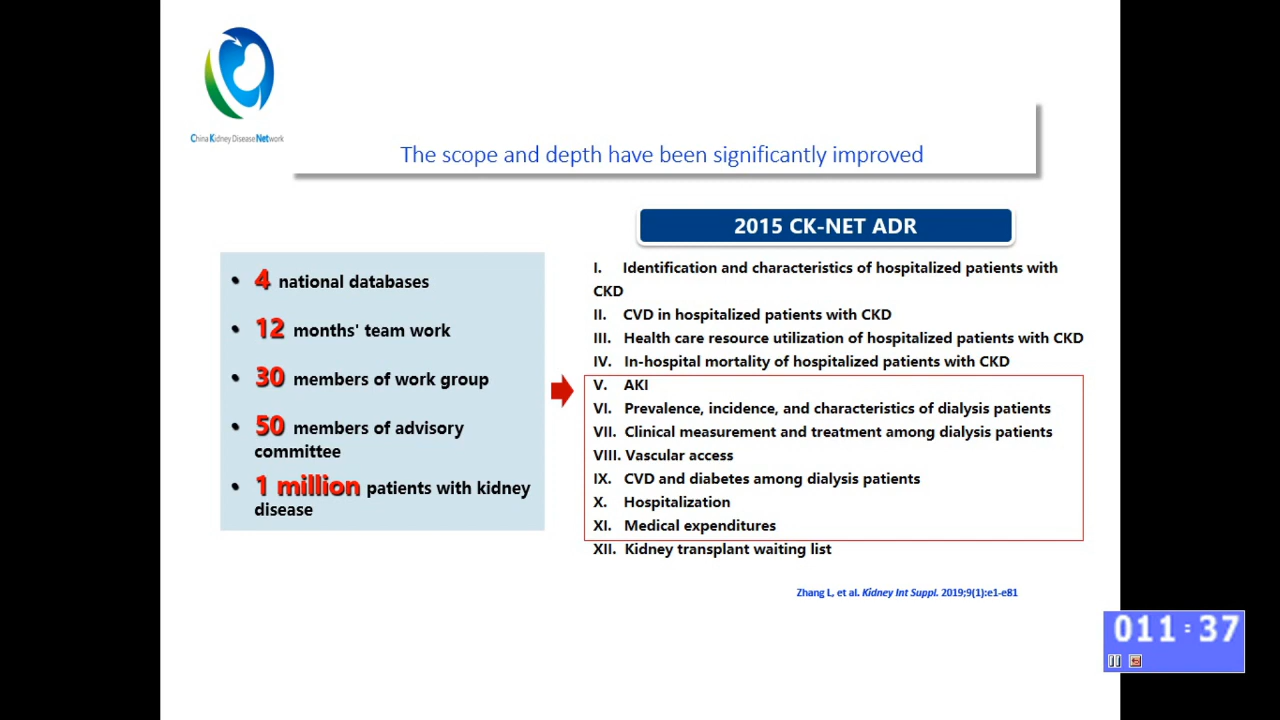 China Kidney Disease Network
The scope and depth have been significantly improved
2015 CK-NET ADR
• 4 national databases
• 12 months' team work
• 30 members of work group
• 50 members of advisory
committee
• 1 million patients with kidney
disease
I. Identification and characteristics of hospitalized patients with
CKD
II. CVD in hospitalized patients with CKD
III. Health care resource utilization of hospitalized patients with CKD
IV. In-hospital mortality of hospitalized patients with CKD
V. AKI
VI. Prevalence, incidence, and characteristics of dialysis patients
VII. Clinical measurement and treatment among dialysis patients
VIII. Vascular access
IX. CVD and diabetes among dialysis patients
X. Hospitalization
XI. Medical expenditures
XII. Kidney transplant waiting list
Zhang L, et al. Kidney Int Suppl. 2019;9(1):e1-e81
011:37